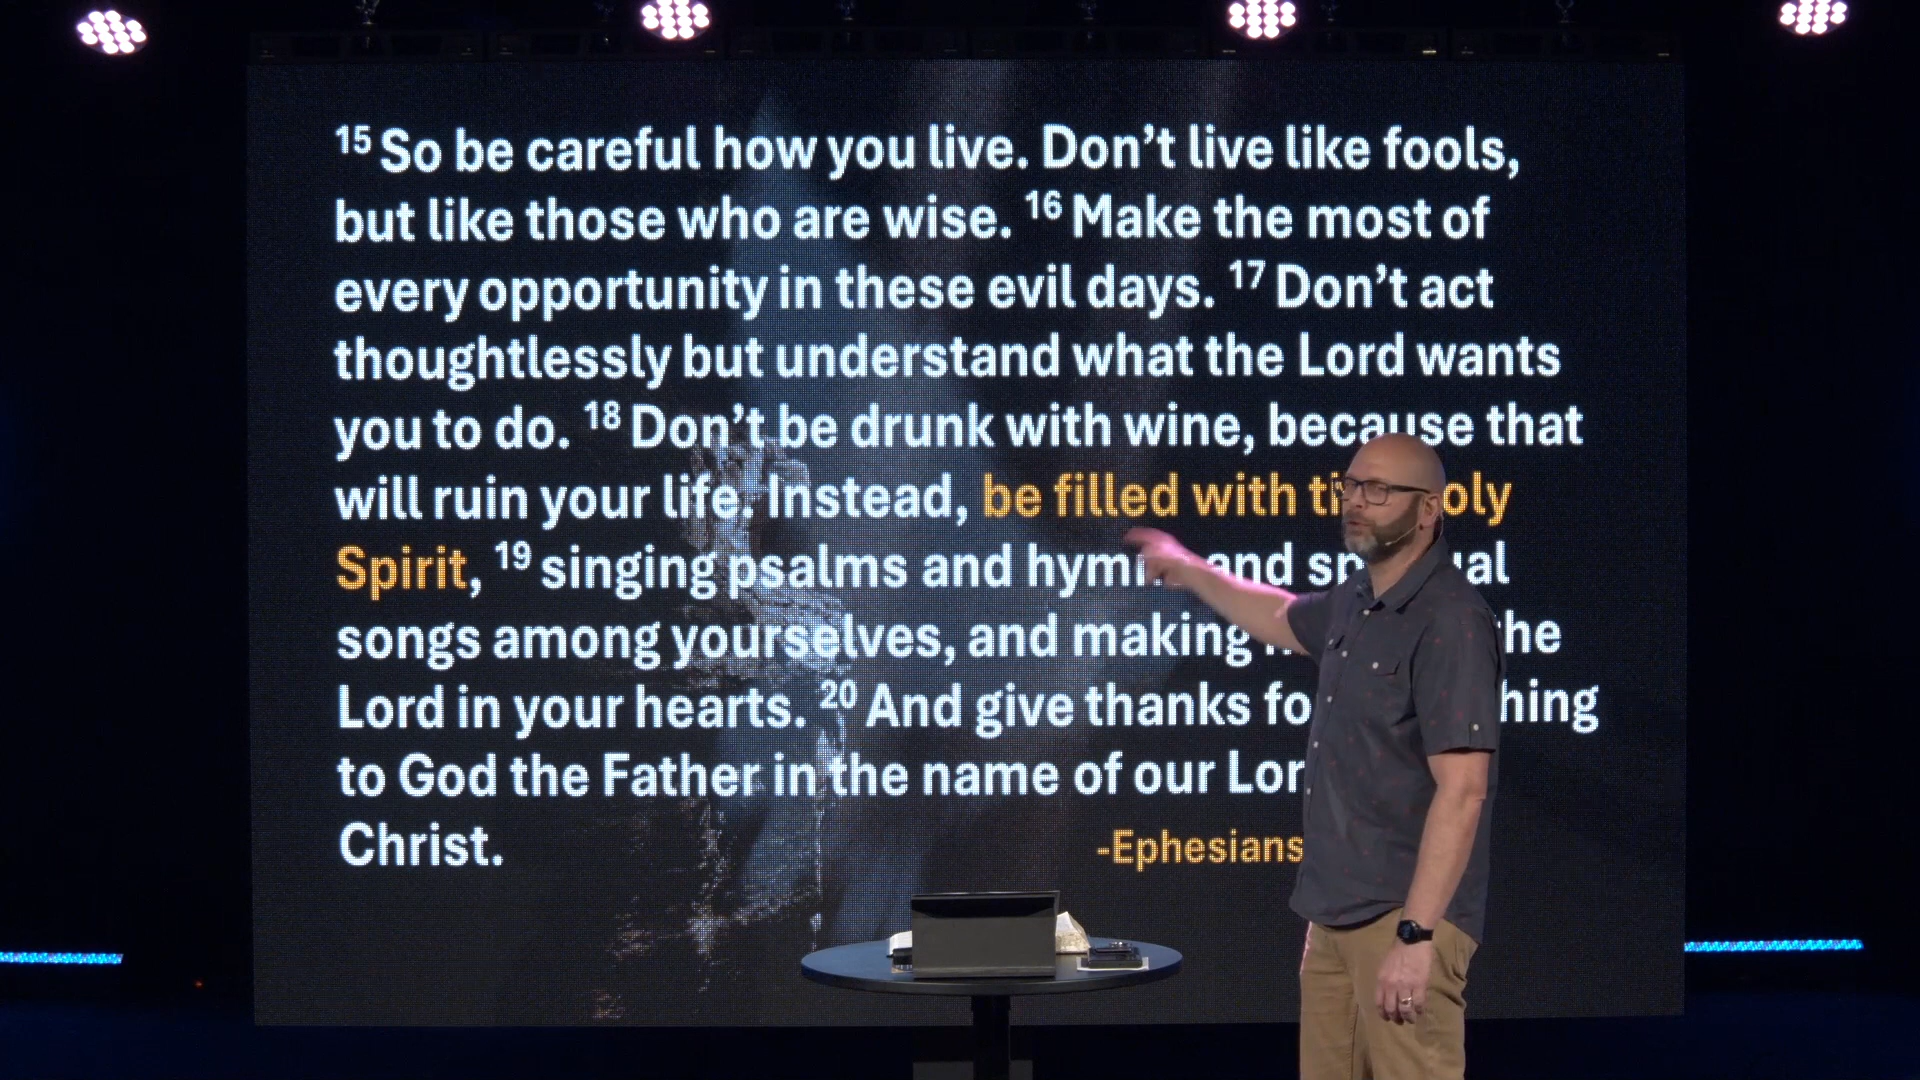 15 So be careful how you live. Don’t live like fools,
but like those who are wise. 16 Make the most of
every opportunity in these evil days. 17 Don’t act
thoughtlessly but understand what the Lord wants
you to do. 18 Don’t be drunk with wine, because that
will ruin your life. Instead, be filled with
Spirit, 19 singing psalms and and
songs among yourselves, and making
Lord in your hearts. 20 And give thanks
to God the Father in the name of our
Christ.
-Ephesians